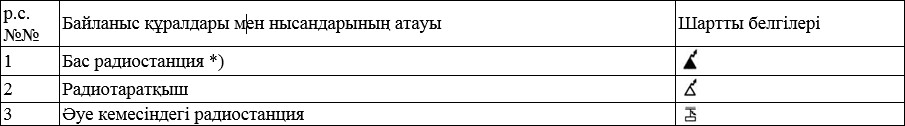 р.с. №№ Байланыс құралдары мен нысандарының атауы Шартты белгілері
1 Бас радиостанция *)
2 Радиотаратқыш
3 Әуе кемесіндегі радиостанция